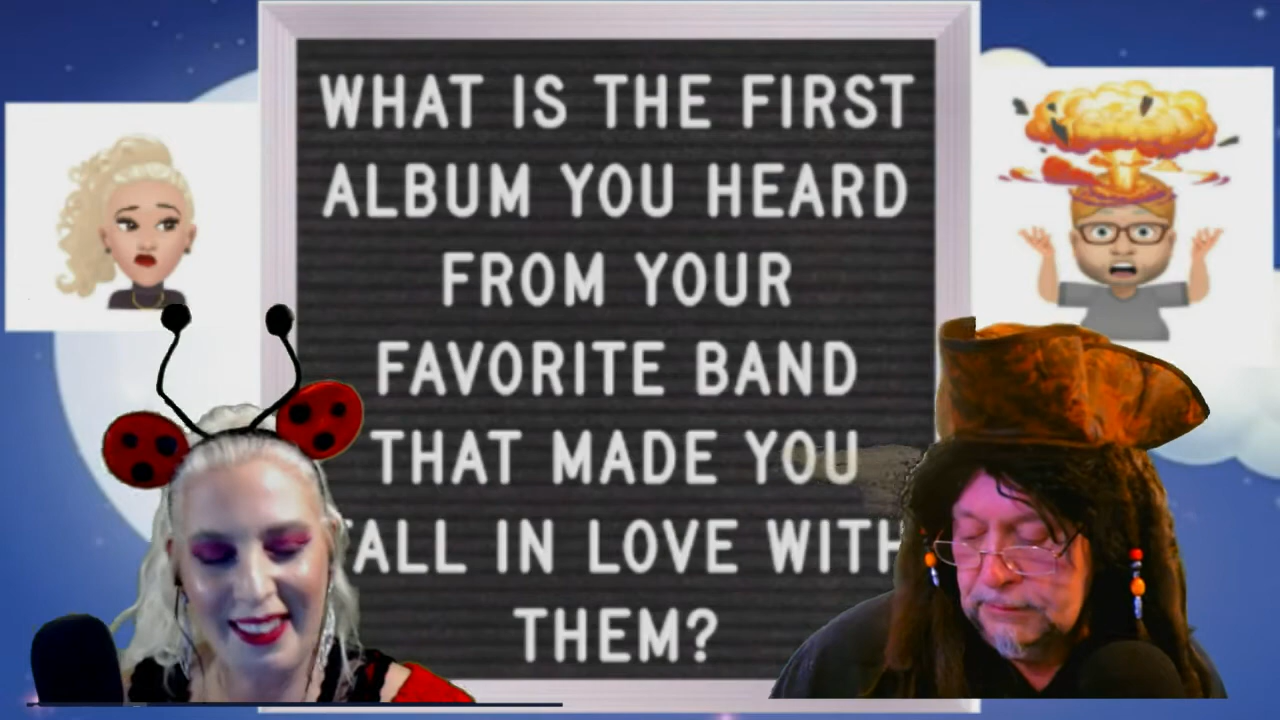 WHAT IS THE FIRST
ALBUM YOU HEARD
FROM YOUR
FAVORITE BAND
THAT MADE YOU
FALL IN LOVE WITH
THEM?